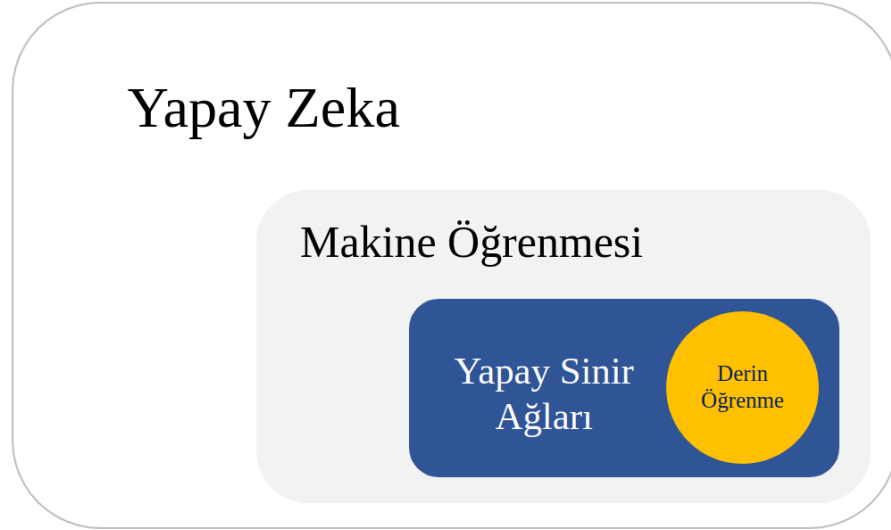 Yapay Zeka
Makine Öğrenmesi
Yapay Sinir
Ağları
Derin
Öğrenme